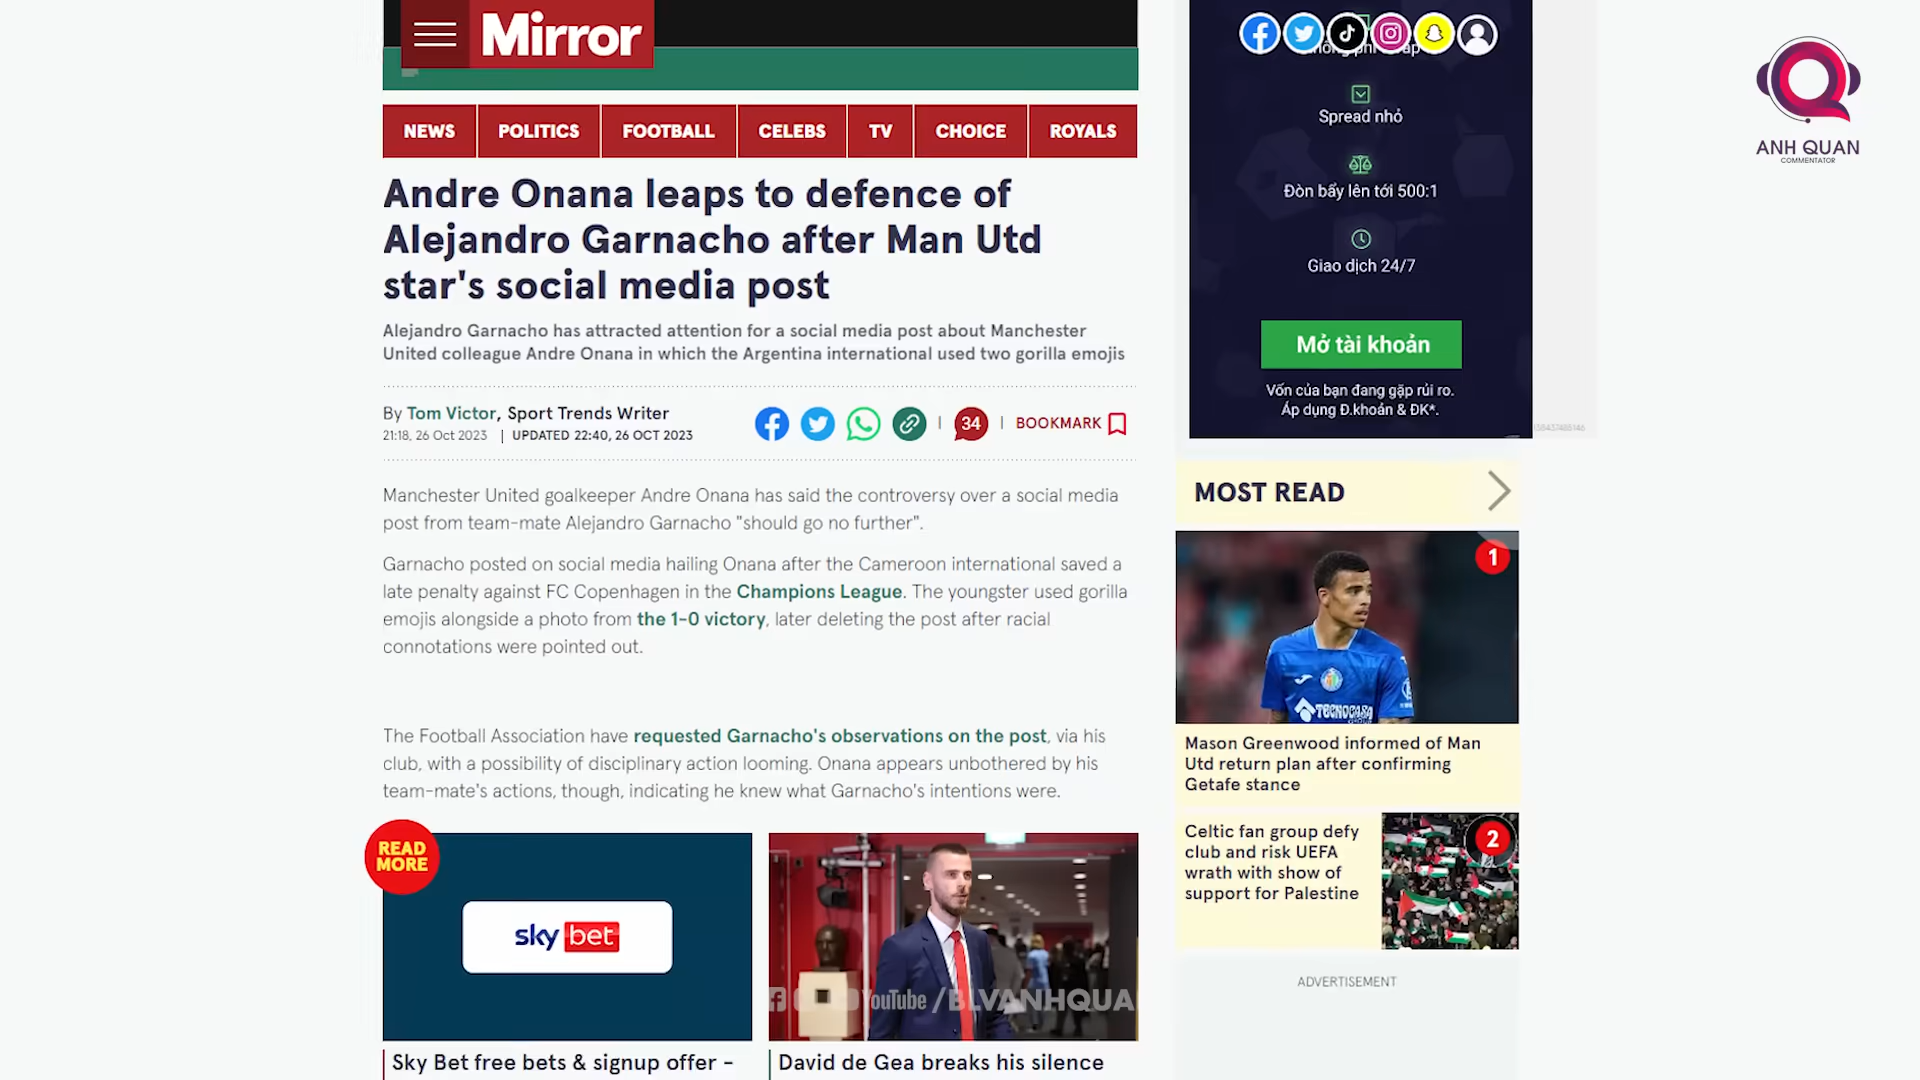 Mirror
NEWS
POLITICS
FOOTBALL
CELEBS
TV
CHOICE
ROYALS
Andre Onana leaps to defence of
Alejandro Garnacho after Man Utd
star's social media post
Alejandro Garnacho has attracted attention for a social media post about Manchester
United colleague Andre Onana in which the Argentina international used two gorilla emojis
By Tom Victor, Sport Trends Writer
21:18, 26 Oct 2023 | UPDATED 22:40, 26 OCT 2023
34
BOOKMARK
Manchester United goalkeeper Andre Onana has said the controversy over a social media
post from team-mate Alejandro Garnacho "should go no further".
Garnacho posted on social media hailing Onana after the Cameroon international saved a
late penalty against FC Copenhagen in the Champions League. The youngster used gorilla
emojis alongside a photo from the 1-0 victory, later deleting the post after racial
connotations were pointed out.
The Football Association have requested Garnacho's observations on the post, via his
club, with a possibility of disciplinary action looming. Onana appears unbothered by his
team-mate's actions, though, indicating he knew what Garnacho's intentions were.
READ
MORE
sky bet
Sky Bet free bets & signup offer -
YouTube /BLVANHQUA
David de Gea breaks his silence
Spread nhỏ
Đòn bẩy lên tới 500:1
Giao dịch 24/7
Mở tài khoản
Vốn của bạn đang gặp rủi ro.
Áp dụng Đ.khoản & ĐK*.
MOST READ
1
TECNOCASA
Mason Greenwood informed of Man
Utd return plan after confirming
Getafe stance
Celtic fan group defy
club and risk UEFA
wrath with show of
support for Palestine
2
ADVERTISEMENT
ANH QUAN
COMMENTATOR